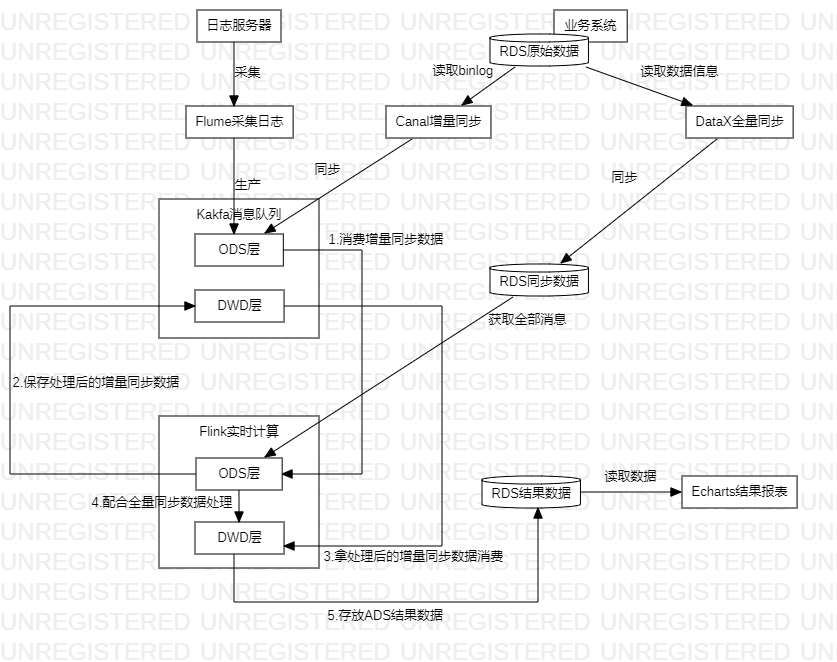 日志服务器
业务系统
RDS原始数据
采集
读取binlog
读取数据信息
Flume采集日志
Canal增量同步
DataX全量同步
同步
同步
生产
Kakfa消息队列
ODS层
1.消费增量同步数据
DWD层
RDS同步数据
获取全部消息
2.保存处理后的增量同步数据
Flink实时计算
ODS层
4.配合全量同步数据处理
DWD层
3.拿处理后的增量同步数据消费
RDS结果数据
读取数据
Echarts结果报表
5.存放ADS结果数据
UNREGISTERED UNREGISTERED UNREGISTERED UNREGISTERED UN